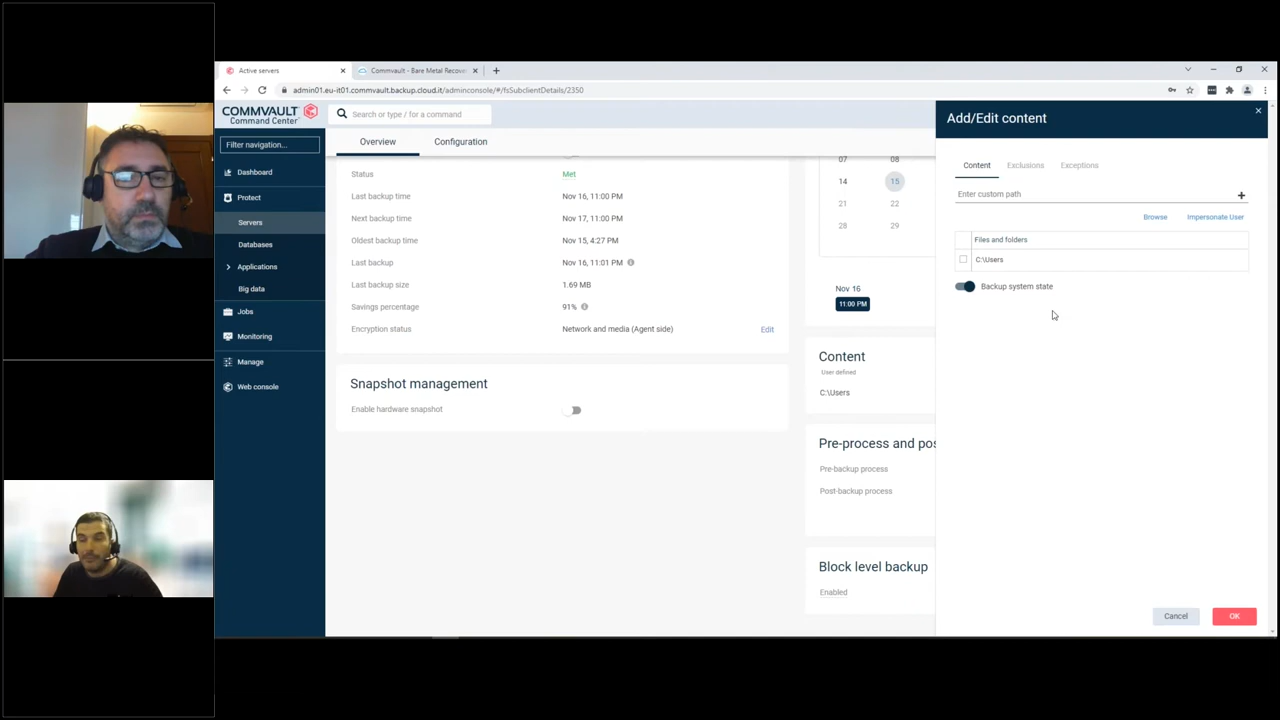 Active servers
Commvault - Bare Metal Recove
admin01.eu-it01.commvault.backup.cloud.it/adminconsole/#/fsSubclientDetails/2350
COMMVAULT
Command Center
Search or type / for a command
Filter navigation...
Dashboard
Protect
Servers
Databases
Applications
Big data
Jobs
Monitoring
Manage
Web console
Overview
Configuration
Status
Met
Last backup time
Nov 16, 11:00 PM
Next backup time
Nov 17, 11:00 PM
Oldest backup time
Nov 15, 4:27 PM
Last backup
Nov 16, 11:01 PM
Last backup size
1.69 MB
Savings percentage
91%
Encryption status
Network and media (Agent side)
Edit
Snapshot management
Enable hardware snapshot
07 08
14 15
21 22
28 29
Nov 16
11:00 PM
Content
User defined
C:\Users
Pre-process and pos
Pre-backup process
Post-backup process
Block level backup
Enabled
Add/Edit content
Content
Exclusions
Exceptions
Enter custom path
Browse
Impersonate User
Files and folders
C:\Users
Backup system state
Cancel
OK